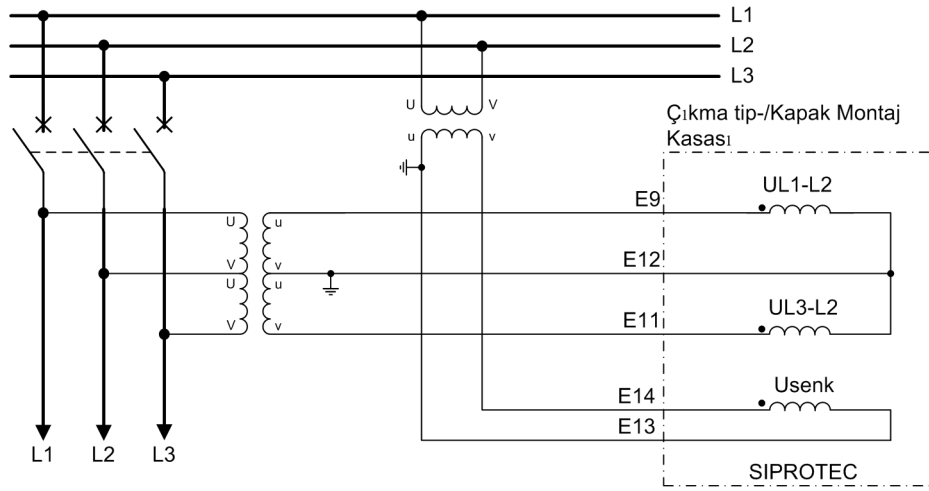 L1
L2
L3
U V
u v
Çıkma tip-/Kapak Montaj
Kasası
UL1-L2
E9
U u
V v
E12
U u
V v
UL3-L2
E11
Usenk
E14
E13
L1 L2 L3
SIPROTEC